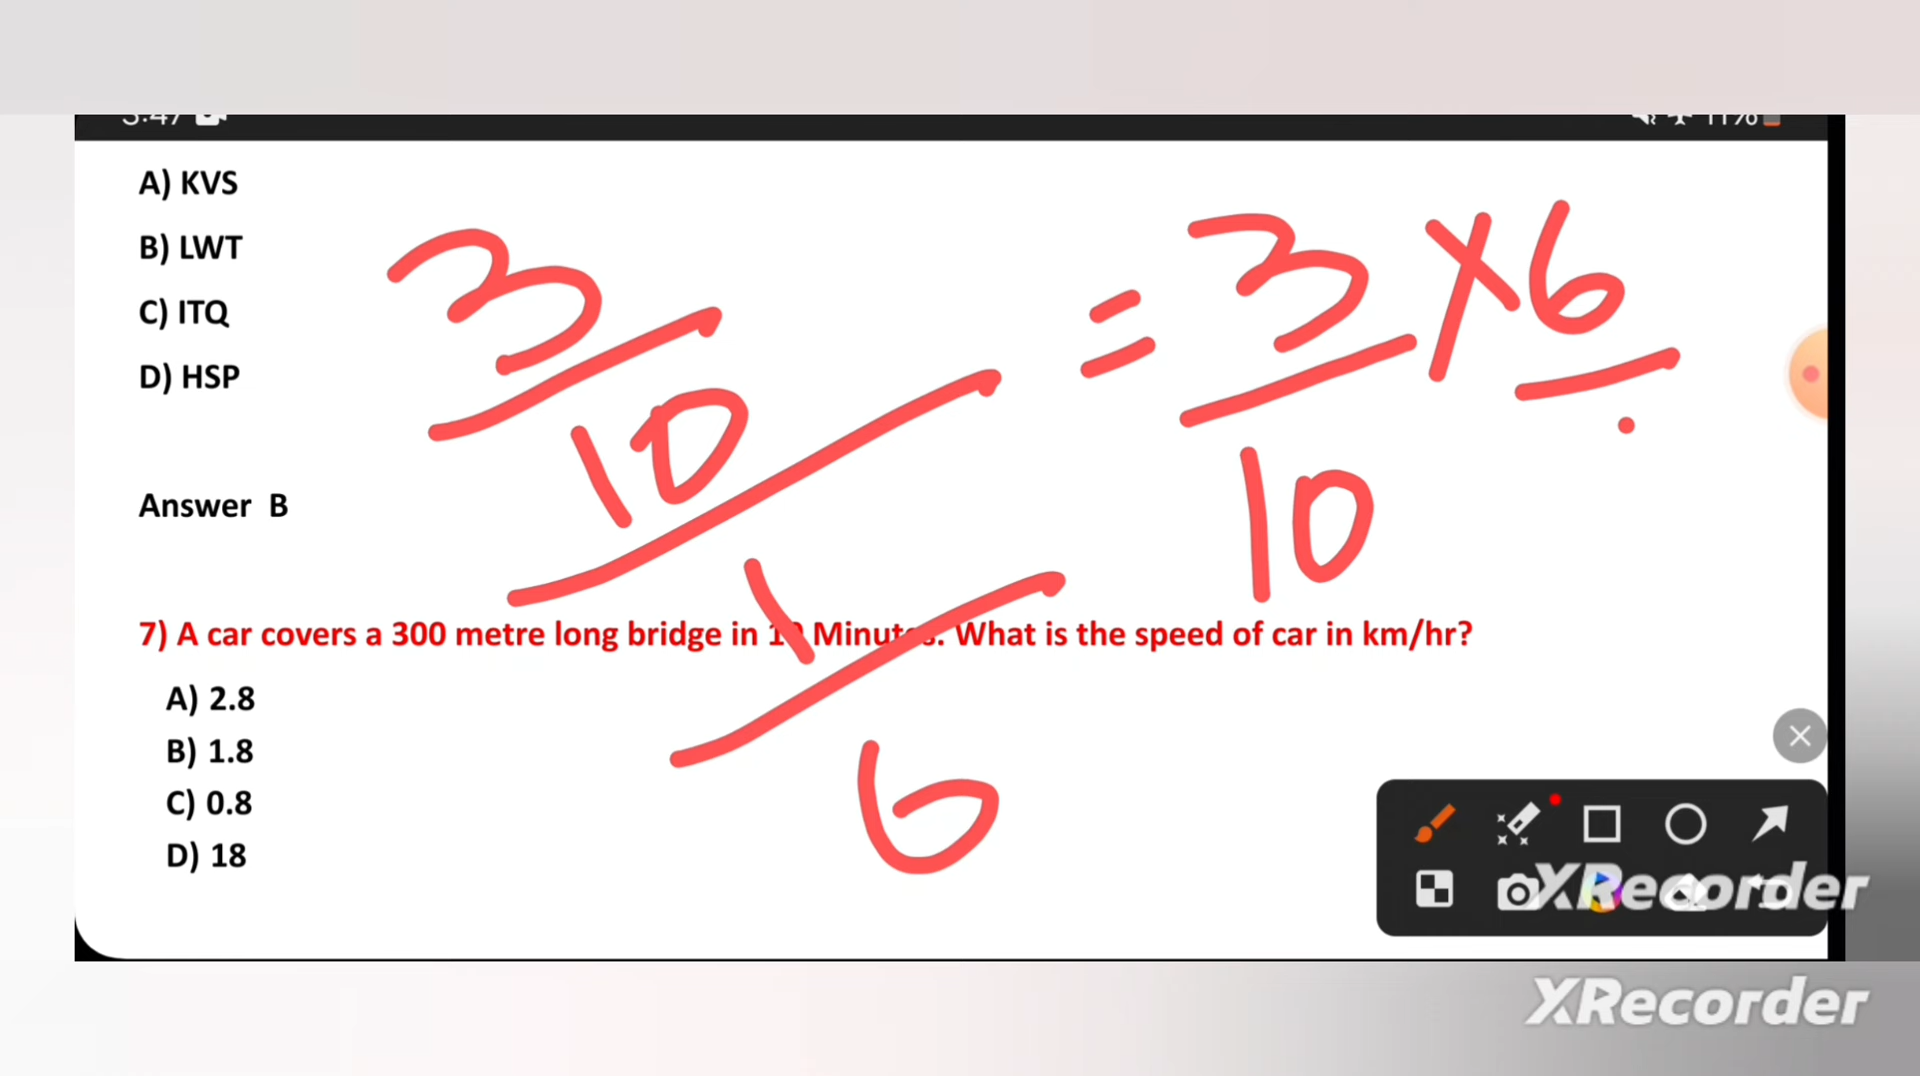 A) KVS
B) LWT
C) ITQ
D) HSP
Answer B
3
10
1
6
= 3 × 6
10
7) A car covers a 300 metre long bridge in 10 Minutes. What is the speed of car in km/hr?
A) 2.8
B) 1.8
C) 0.8
D) 18
XRecorder
XRecorder